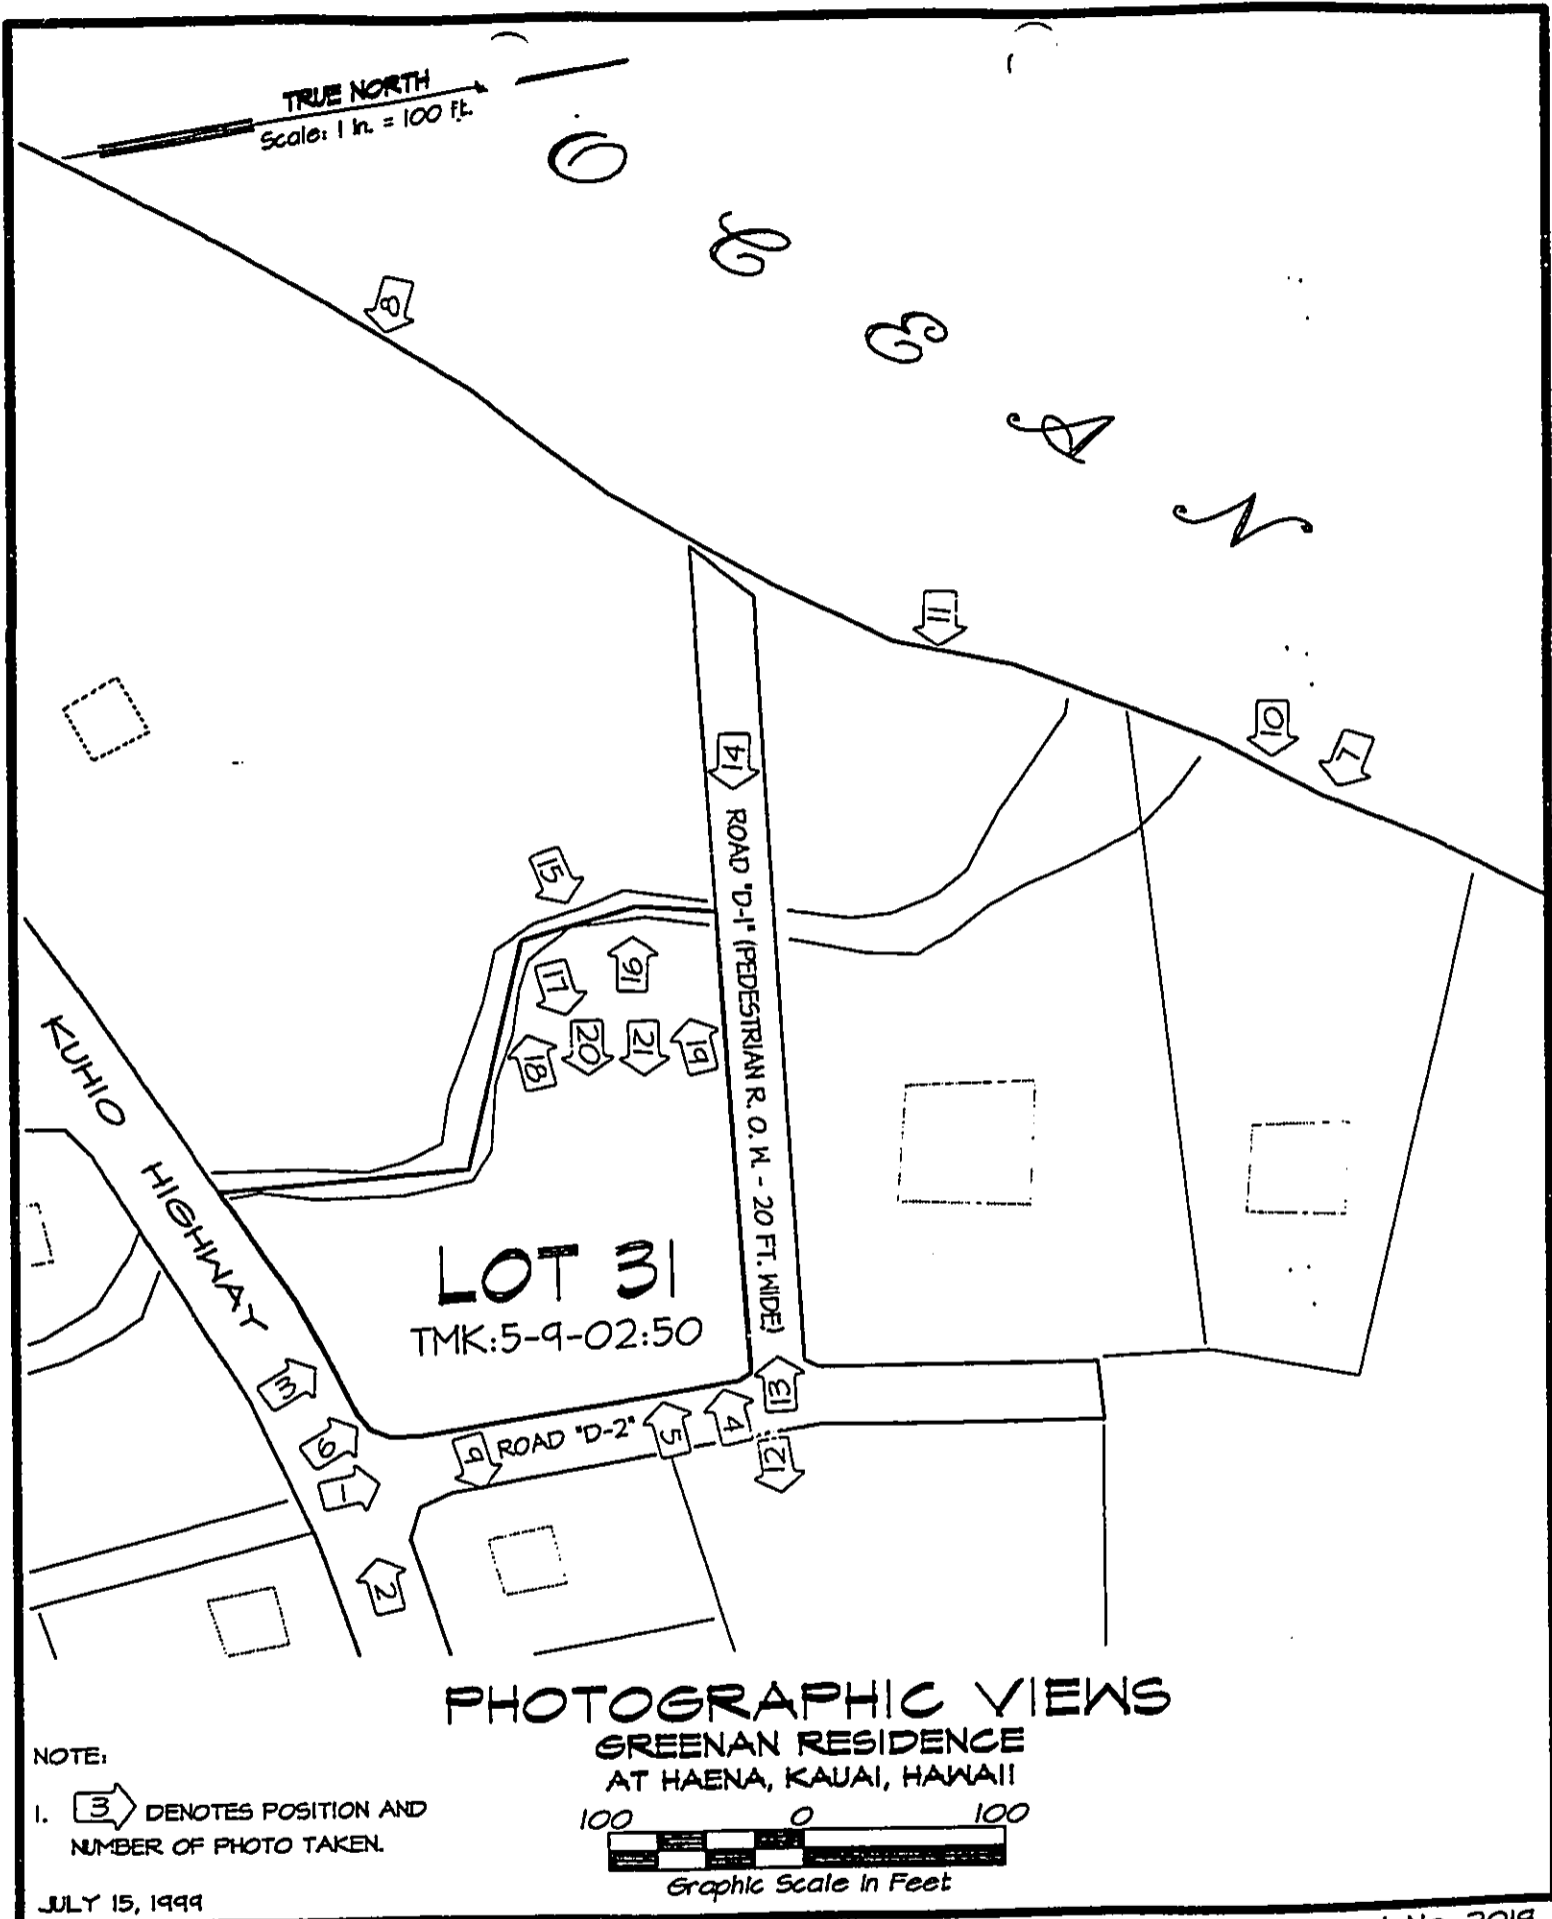 TRUE NORTH
Scale: 1 in. = 100 ft.
OCEAN
8
11
10
7
14
ROAD "D-1" (PEDESTRIAN R. O. W. - 20 FT. WIDE)
15
16
17
18
20
21
19
KUHIO HIGHWAY
LOT 31
TMK:5-9-02:50
3
6
1
2
9
ROAD "D-2"
5
4
13
12
PHOTOGRAPHIC VIEWS
GREENAN RESIDENCE
AT HAENA, KAUAI, HAWAII
NOTE:
1. 3 DENOTES POSITION AND
NUMBER OF PHOTO TAKEN.
100 0 100
Graphic Scale in Feet
JULY 15, 1999